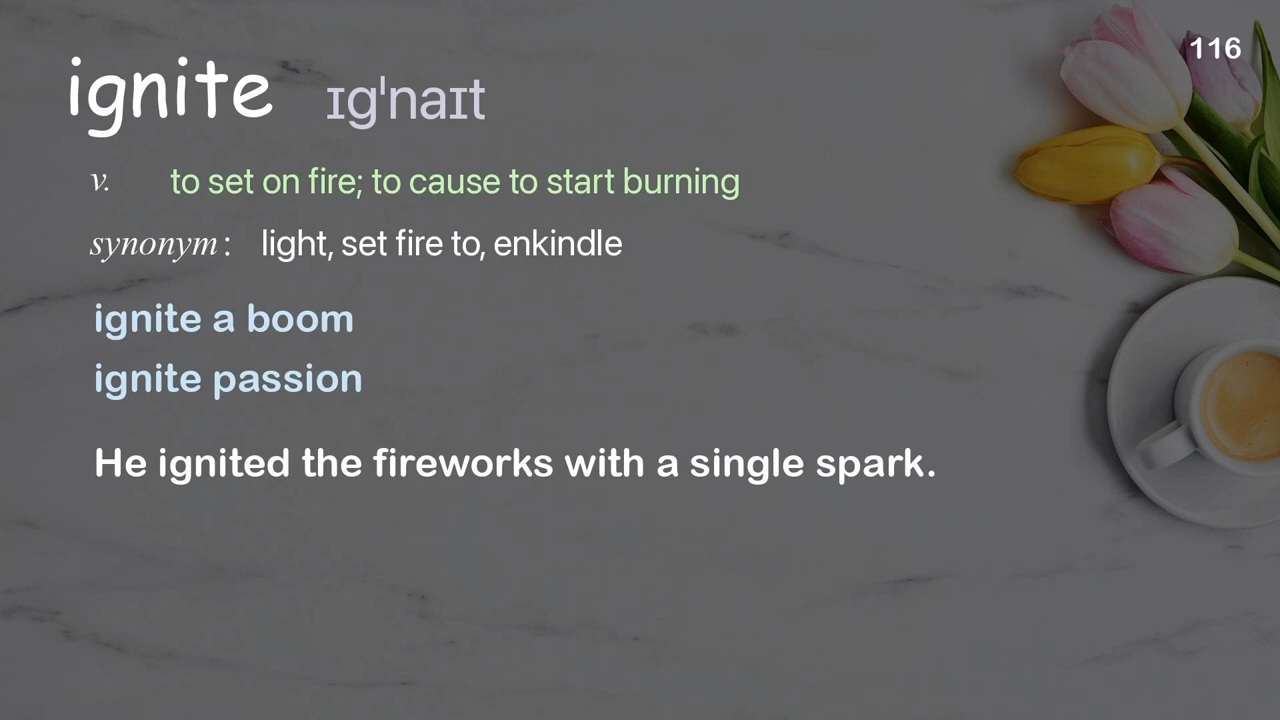 116
ignite ɪgˈnaɪt
v. to set on fire; to cause to start burning
synonym: light, set fire to, enkindle
ignite a boom
ignite passion
He ignited the fireworks with a single spark.